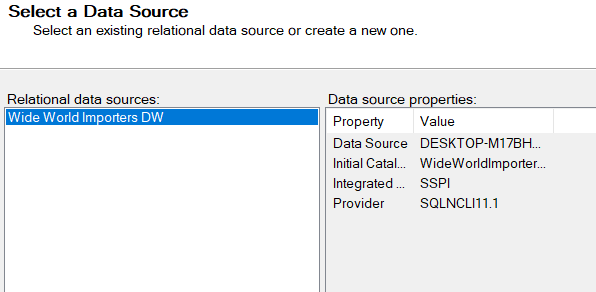 Select a Data Source
Select an existing relational data source or create a new one.
Relational data sources:
Wide World Importers DW
Data source properties:
Property Value
Data Source DESKTOP-M17BH...
Initial Catal... WideWorldImporter...
Integrated ... SSPI
Provider SQLNCLI11.1